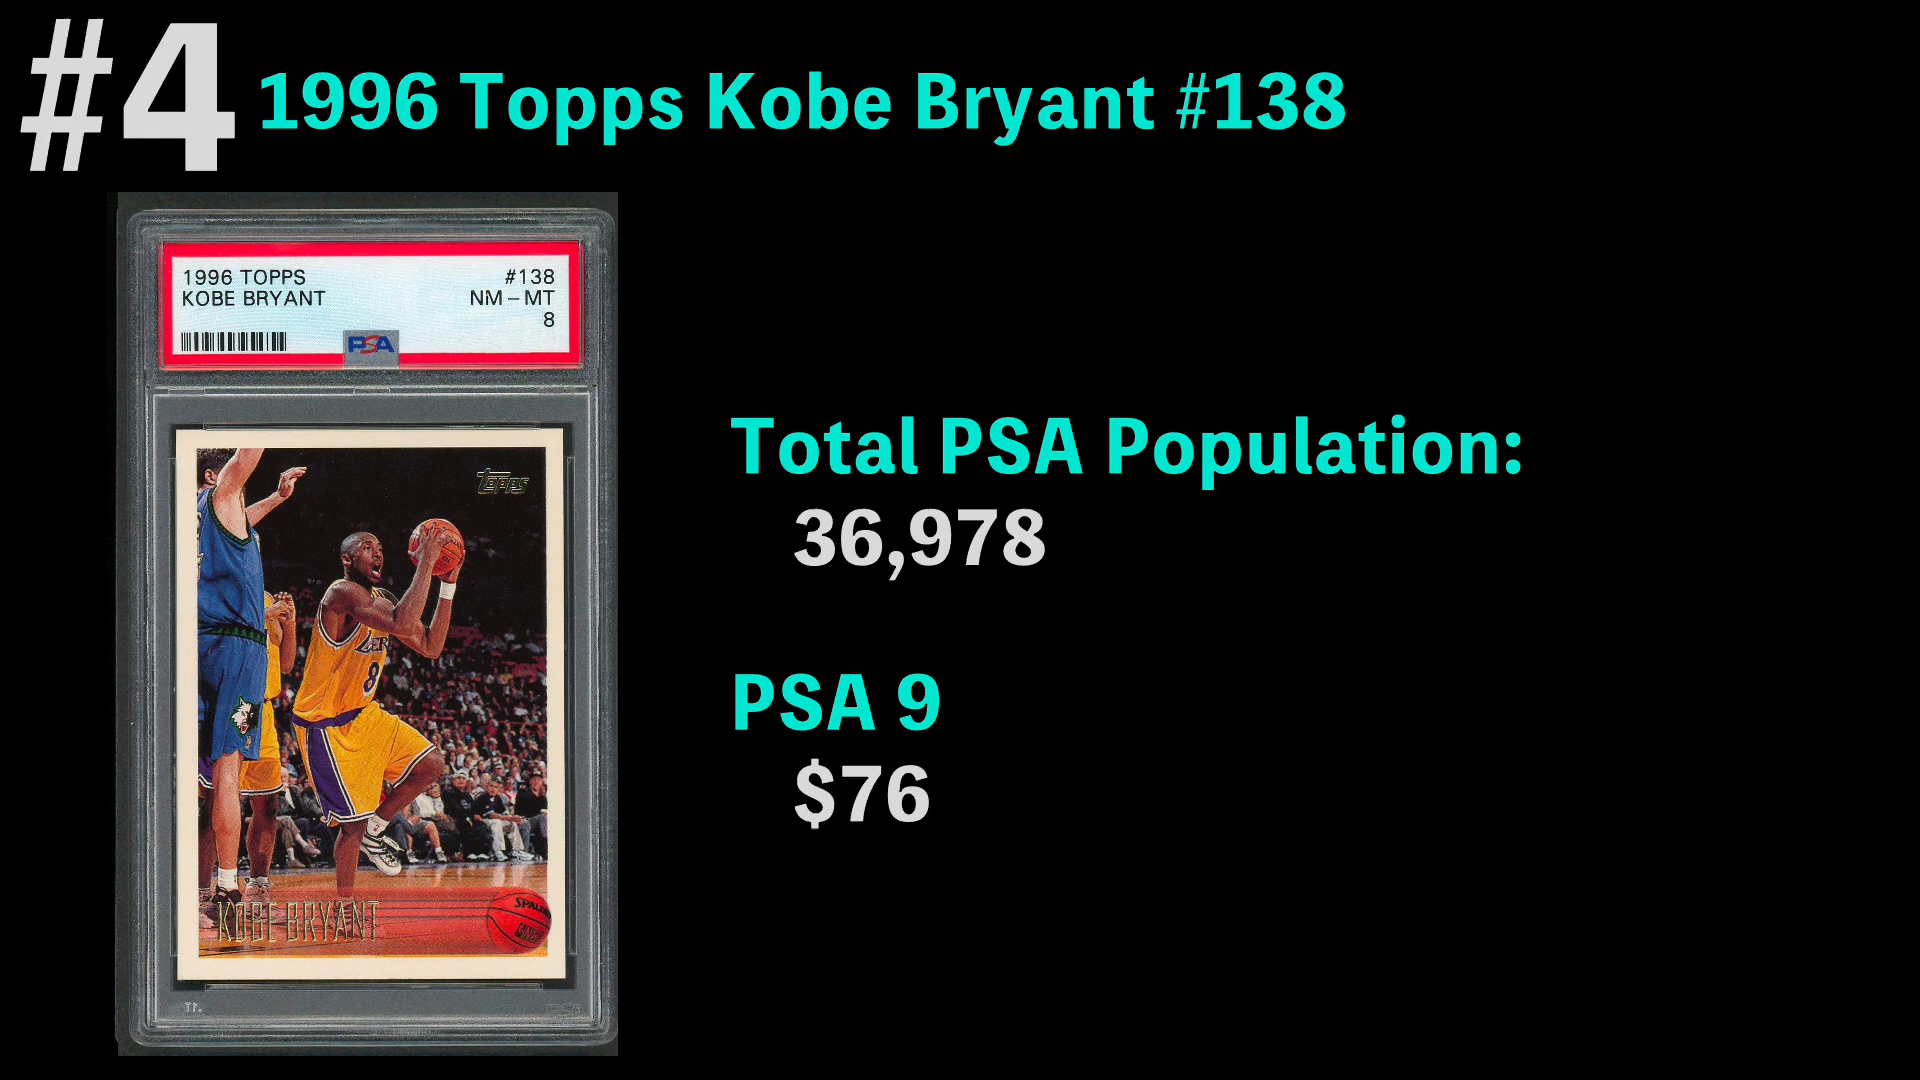 #4 1996 Topps Kobe Bryant #138
1996 TOPPS #138
KOBE BRYANT NM - MT
8
PSA
Topps
8
KOBE BRYANT
Total PSA Population:
36,978
PSA 9
$76